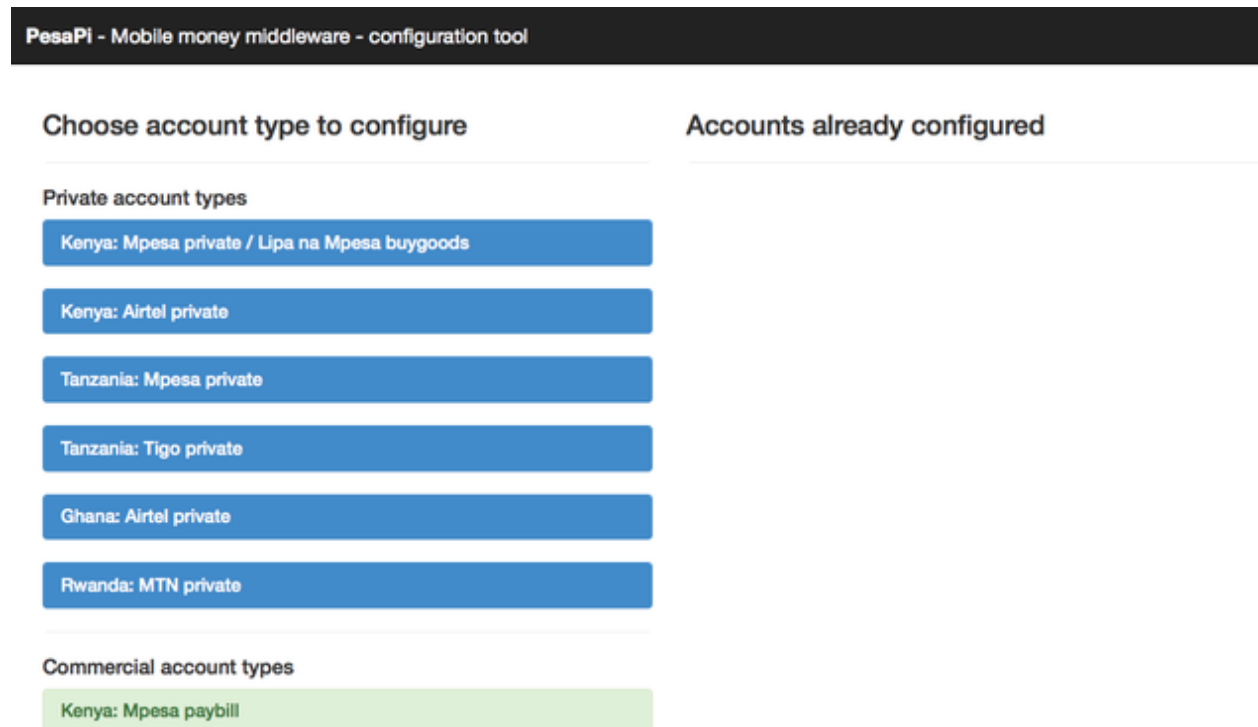 PesaPi - Mobile money middleware - configuration tool
Choose account type to configure
Private account types
Kenya: Mpesa private / Lipa na Mpesa buygoods
Kenya: Airtel private
Tanzania: Mpesa private
Tanzania: Tigo private
Ghana: Airtel private
Rwanda: MTN private
Commercial account types
Kenya: Mpesa paybill
Accounts already configured